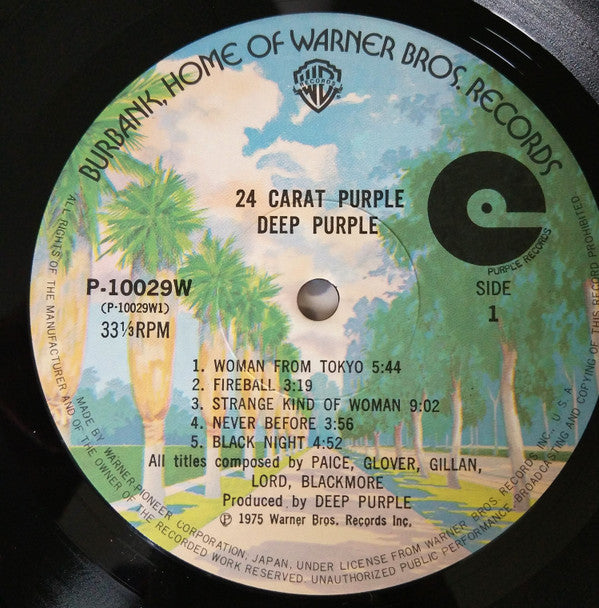 BURBANK, HOME OF WARNER BROS. RECORDS
W
RECORDS
24 CARAT PURPLE
DEEP PURPLE
PURPLE RECORDS
P-10029W
(P-10029W1)
33⅓RPM
SIDE
1
1. WOMAN FROM TOKYO 5:44
2. FIREBALL 3:19
3. STRANGE KIND OF WOMAN 9:02
4. NEVER BEFORE 3:56
5. BLACK NIGHT 4:52
All titles composed by PAICE, GLOVER, GILLAN,
LORD, BLACKMORE
Produced by DEEP PURPLE
℗ 1975 Warner Bros. Records Inc.
MADE BY WARNER-PIONEER CORPORATION, JAPAN, UNDER LICENSE FROM WARNER BROS. RECORDS INC., U.S.A.
ALL RIGHTS OF THE MANUFACTURER AND OF THE OWNER OF THE RECORDED WORK RESERVED. UNAUTHORIZED PUBLIC PERFORMANCE, BROADCASTING AND COPYING OF THIS RECORD PROHIBITED.